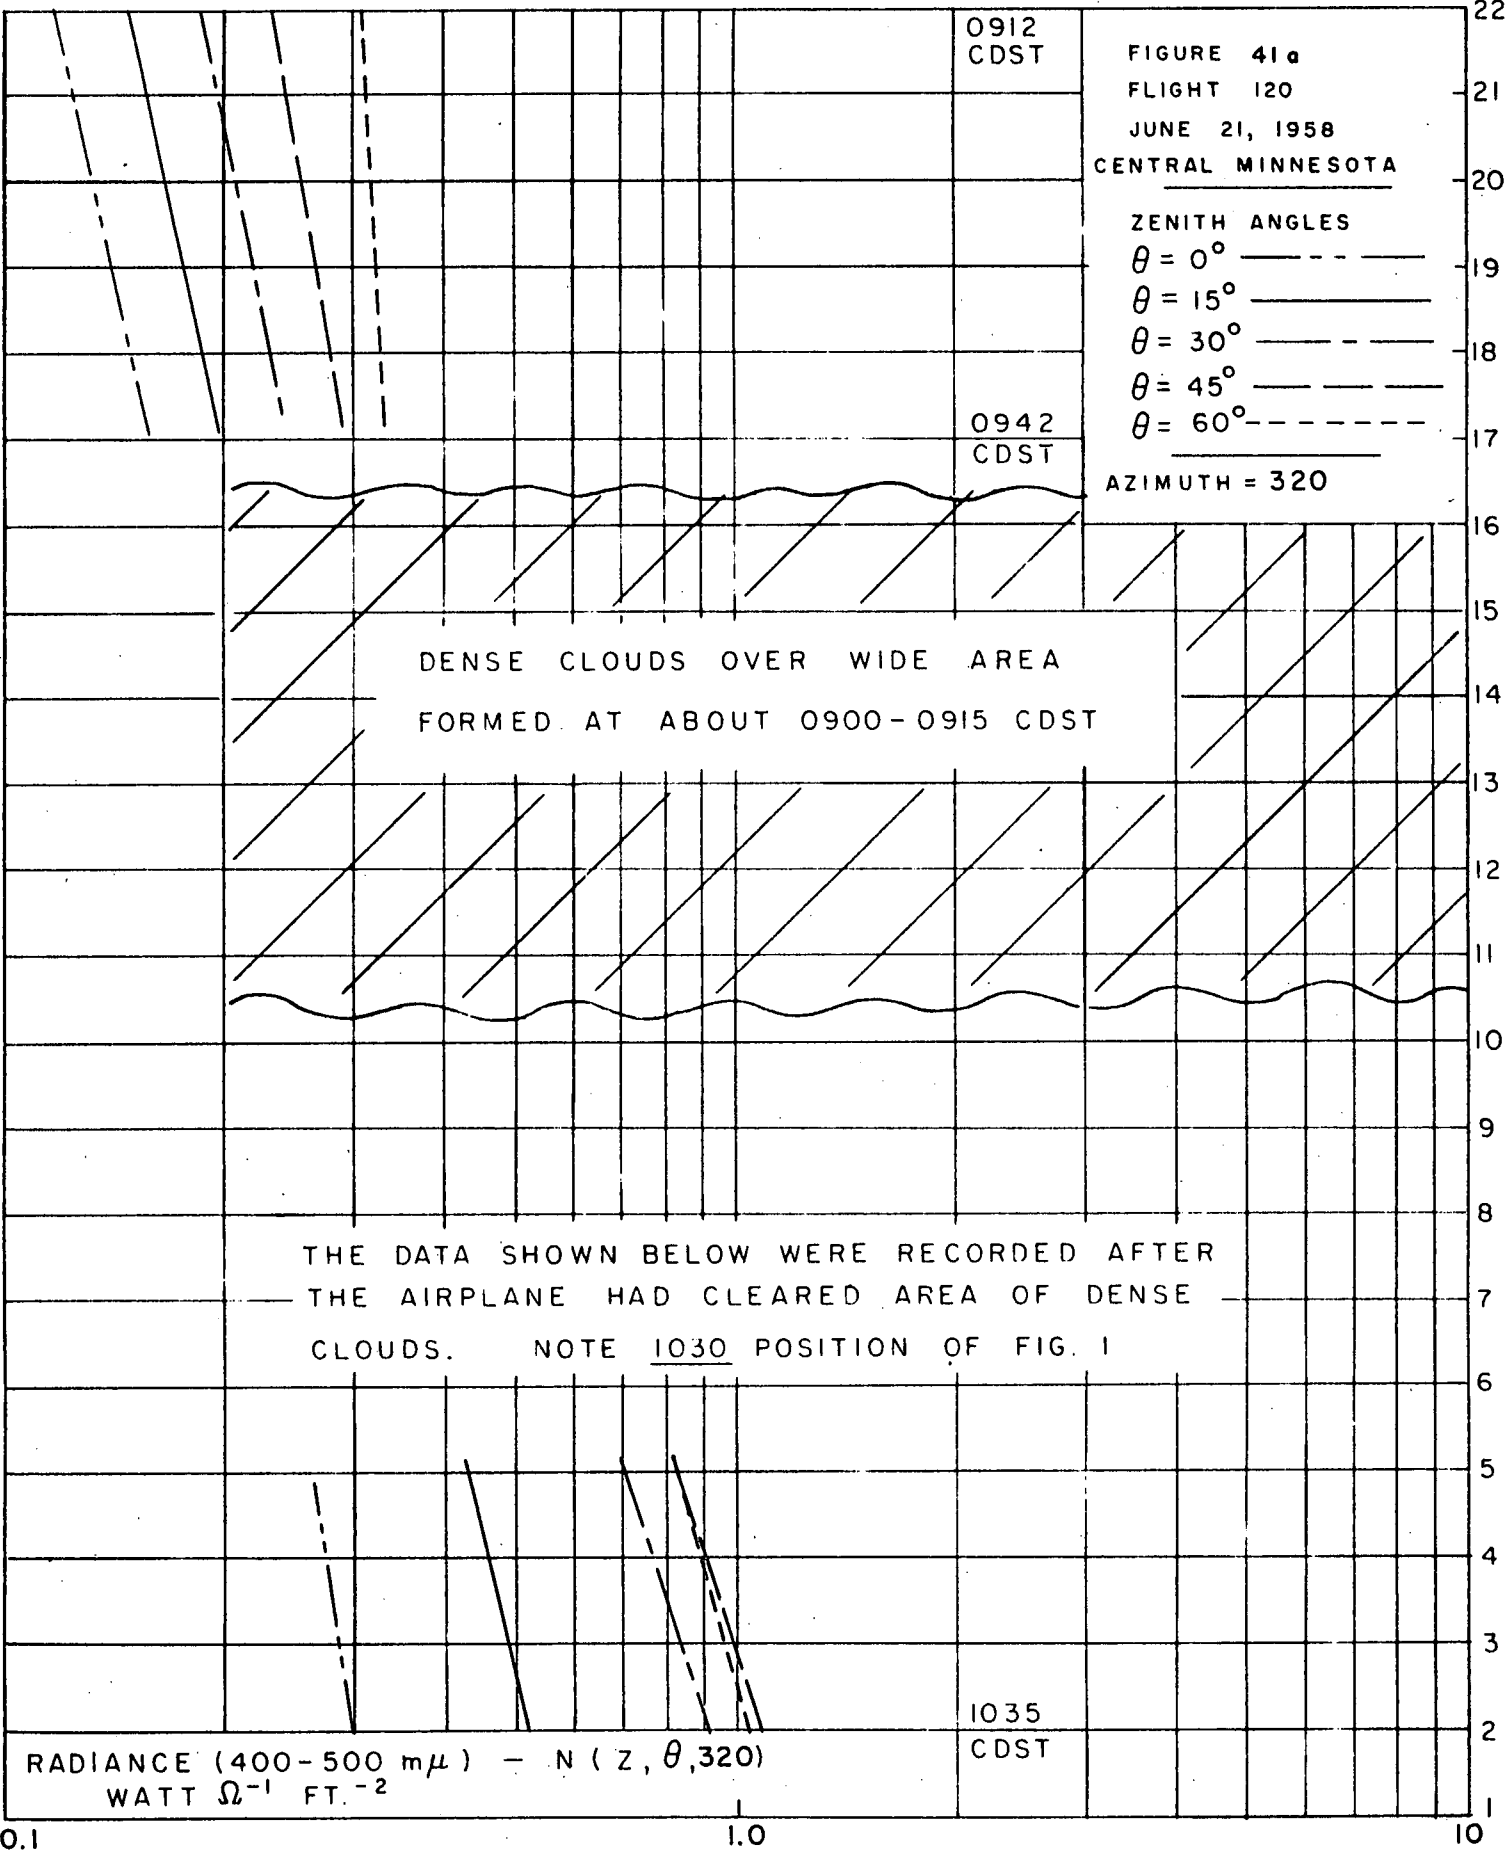 0912
CDST
FIGURE 41a
FLIGHT 120
JUNE 21, 1958
CENTRAL MINNESOTA
ZENITH ANGLES
θ = 0°
θ = 15°
θ = 30°
θ = 45°
θ = 60°
AZIMUTH = 320
0942
CDST
DENSE CLOUDS OVER WIDE AREA
FORMED AT ABOUT 0900-0915 CDST
THE DATA SHOWN BELOW WERE RECORDED AFTER
THE AIRPLANE HAD CLEARED AREA OF DENSE
CLOUDS. NOTE 1030 POSITION OF FIG. 1
1035
CDST
RADIANCE (400-500 mμ) - N (Z, θ,320)
WATT Ω⁻¹ FT.⁻²
22
21
20
19
18
17
16
15
14
13
12
11
10
9
8
7
6
5
4
3
2
1
0.1 1.0 10